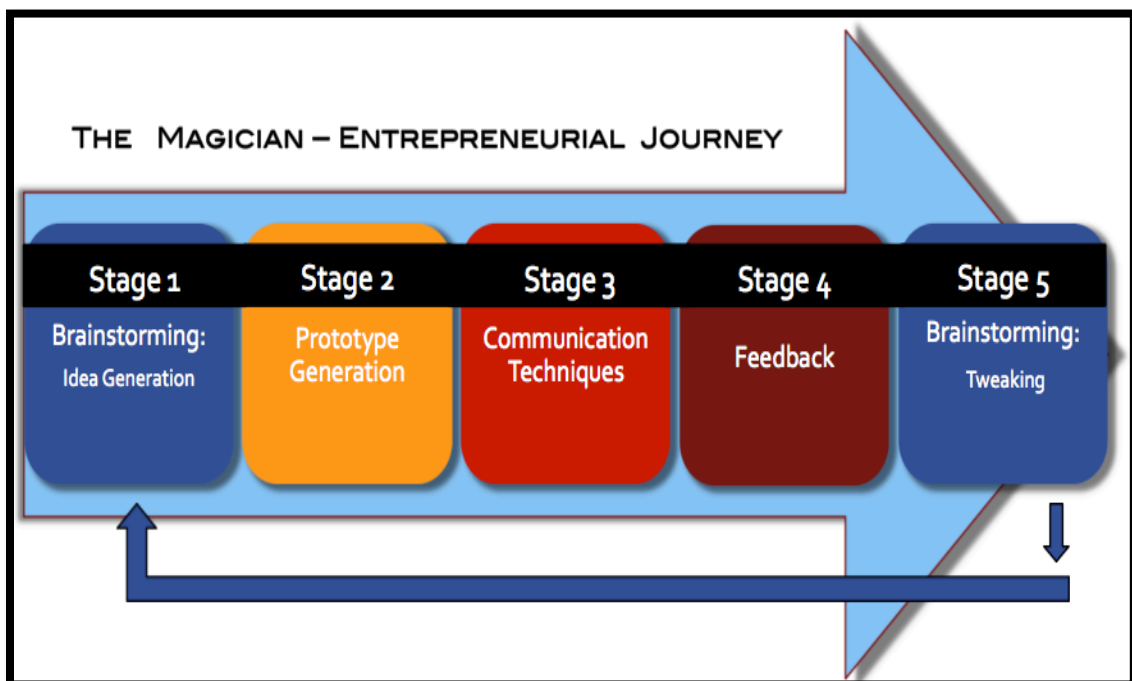 The Magician – Entrepreneurial Journey
Stage 1
Brainstorming:
Idea Generation
Stage 2
Prototype
Generation
Stage 3
Communication
Techniques
Stage 4
Feedback
Stage 5
Brainstorming:
Tweaking